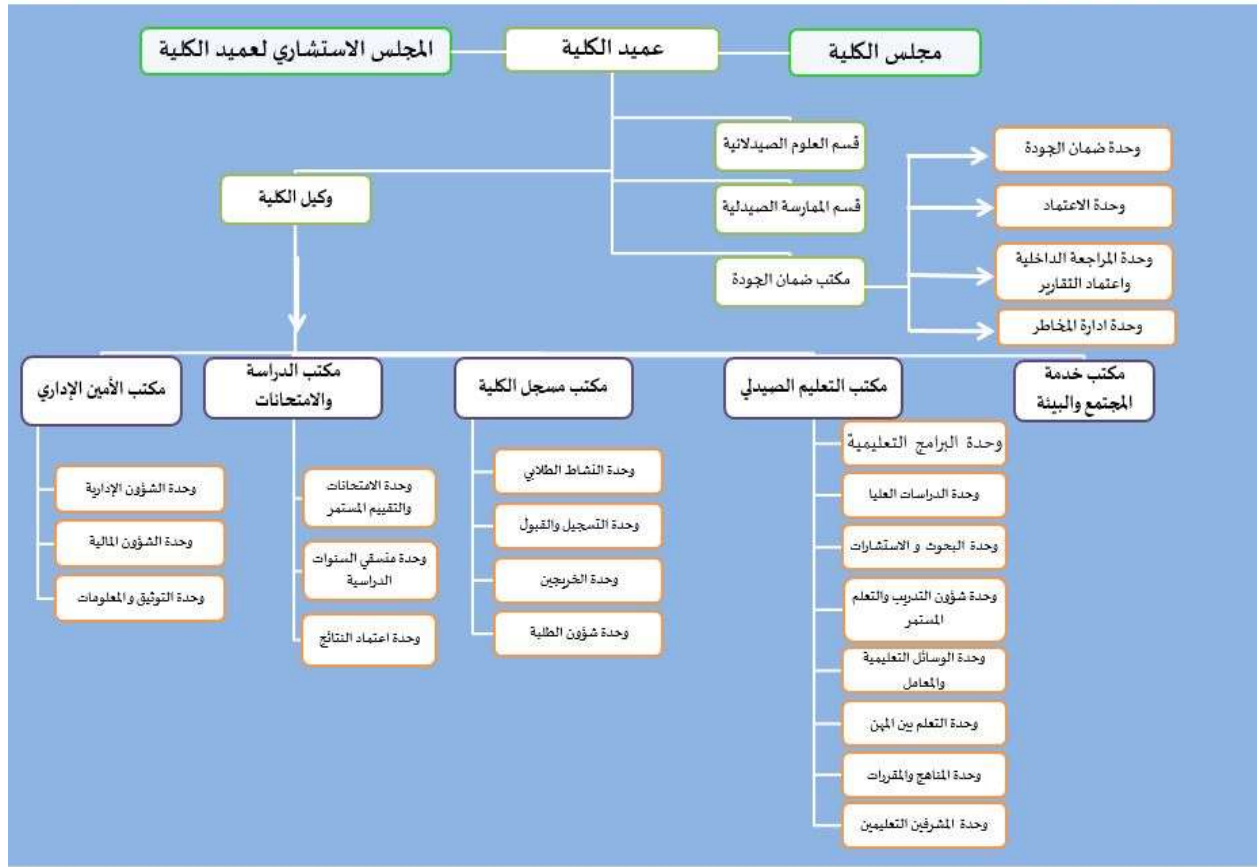 مجلس الكلية
عميد الكلية
المجلس الاستشاري لعميد الكلية
قسم العلوم الصيدلانية
قسم الممارسة الصيدلية
مكتب ضمان الجودة
وحدة ضمان الجودة
وحدة الاعتماد
وحدة المراجعة الداخلية
واعتماد التقارير
وحدة ادارة المخاطر
وكيل الكلية
مكتب خدمة
المجتمع والبيئة
مكتب التعليم الصيدلي
وحدة البرامج التعليمية
وحدة الدراسات العليا
وحدة البحوث و الاستشارات
وحدة شؤون التدريب والتعلم
المستمر
وحدة الوسائل التعليمية
والمعامل
وحدة التعلم بين المهن
وحدة المناهج والمقررات
وحدة المشرفين التعليمين
مكتب مسجل الكلية
وحدة النشاط الطلابي
وحدة التسجيل والقبول
وحدة الخريجين
وحدة شؤون الطلبة
مكتب الدراسة
والامتحانات
وحدة الامتحانات
والتقييم المستمر
وحدة منسقي السنوات
الدراسية
وحدة اعتماد النتائج
مكتب الأمين الإداري
وحدة الشؤون الإدارية
وحدة الشؤون المالية
وحدة التوثيق والمعلومات